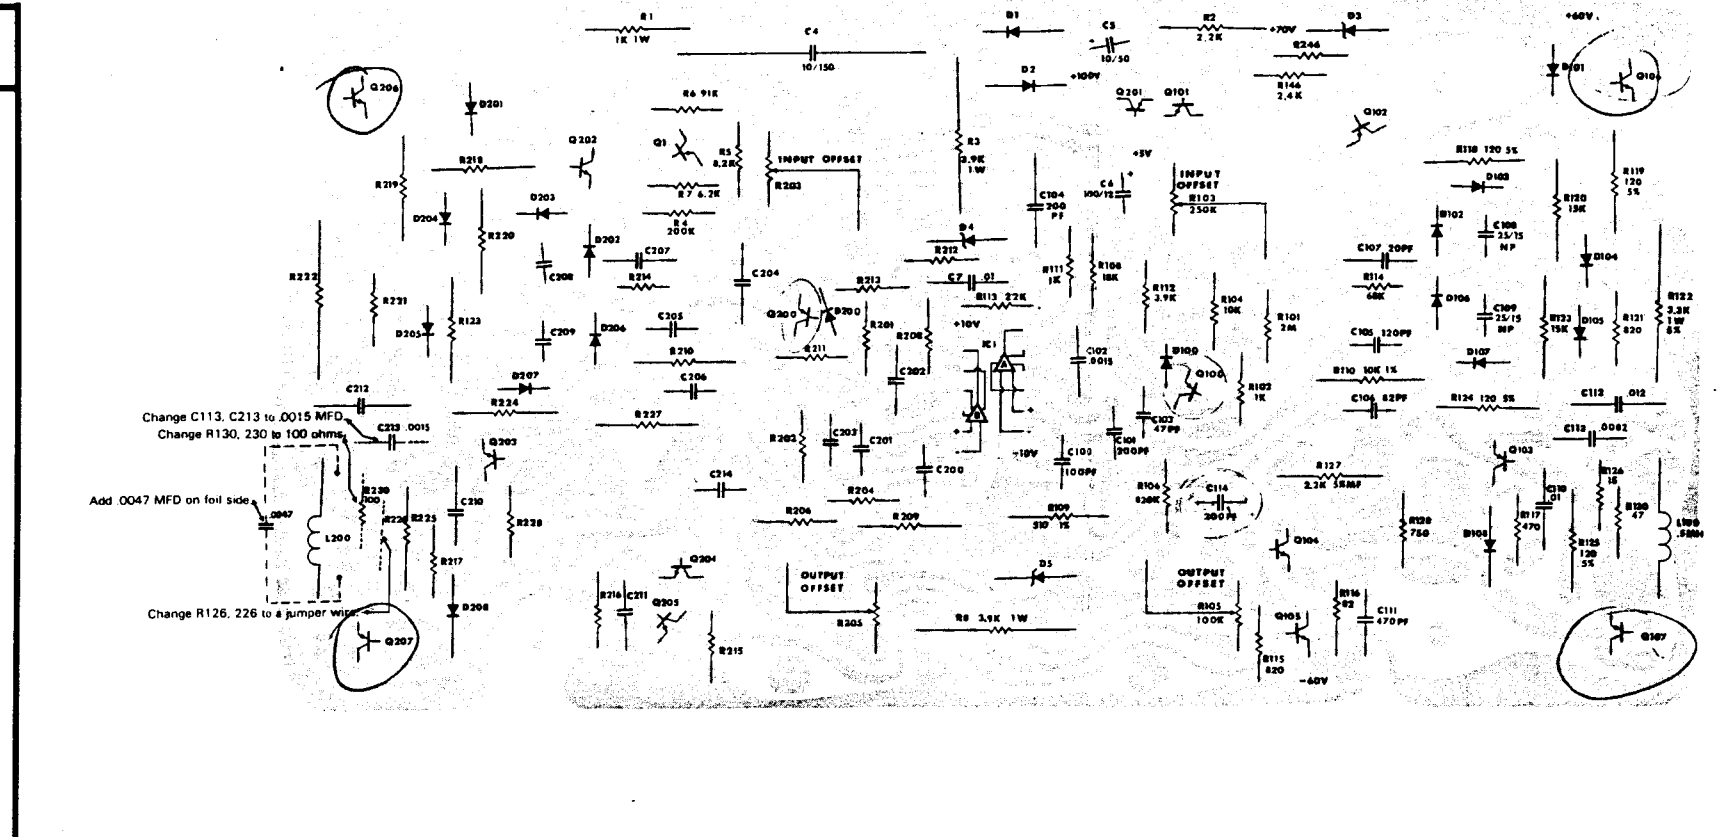 R1
1K 1W
C4
10/150
D1
C5
+
10/50
R2
2.2K
+70V
D3
R246
+60V
D2
+100V
R146
2.4K
Q206
D201
R6 91K
Q201
Q101
Q102
D101
Q106
R218
Q202
Q1
R5
8.2K
INPUT OFFSET
R203
R3
3.9K
1W
+5V
R118 120 5%
R219
D204
D203
R7 6.2K
R4
200K
C104
200
PF
C6
100/12
+
INPUT
OFFSET
R103
250K
D103
R119
120
5%
R120
15K
R220
D202
C207
D4
R212
D102
C108
25/15
NP
R222
C208
R214
C204
R213
C7 .01
R111
1K
R108
18K
C107 20PF
R114
68K
D104
R221
R112
3.9K
R104
10K
R113 22K
D106
C109
25/15
NP
R122
3.3K
1W
5%
D205
R123
C209
D206
C205
Q200
D200
R201
R208
+10V
IC1
R101
2M
C105 120PF
R123
15K
D105
R121
820
R210
R211
C202
A
C102
.0015
D100
Q100
D107
D207
C206
R102
1K
R110 10K 1%
C212
R224
R227
C106 82PF
R124 120 5%
C112 .012
Change C113, C213 to .0015 MFD
C213 .0015
Change R130, 230 to 100 ohms
Q203
R202
C203
C201
B
-10V
C103
47PF
C101
200PF
C113 .0082
Q103
C214
C200
C100
100PF
R127
2.2K 5%MF
R126
15
Add .0047 MFD on foil side
.0047
R230
100
R226
R225
C210
R228
R204
R106
820K
C114
200PF
C110
.01
R130
47
L200
R206
R209
R109
510 1%
R128
750
R117
470
L100
.5MH
R217
Q204
Q104
D108
R125
120
5%
OUTPUT
OFFSET
D5
OUTPUT
OFFSET
Change R126, 226 to a jumper wire
D208
R216
C211
Q205
R205
R8 3.9K 1W
R105
100K
R116
82
C111
470PF
Q207
R215
Q105
R115
820
-60V
Q107